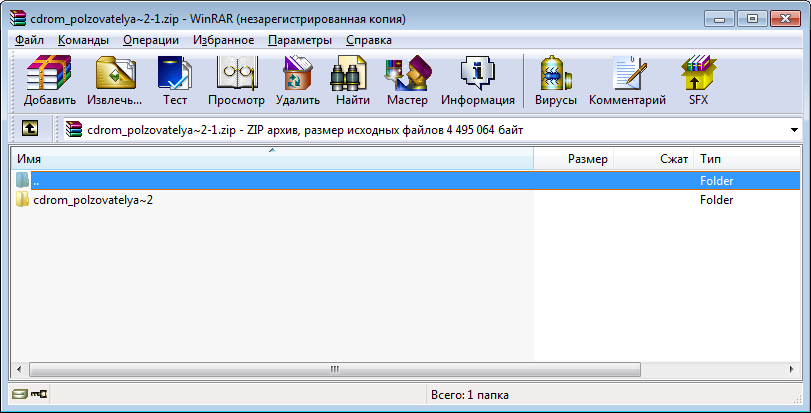 cdrom_polzovatelya~2-1.zip - WinRAR (незарегистрированная копия)
Файл Команды Операции Избранное Параметры Справка
Добавить Извлечь... Тест Просмотр Удалить Найти Мастер Информация Вирусы Комментарий SFX
cdrom_polzovatelya~2-1.zip - ZIP архив, размер исходных файлов 4 495 064 байт
Имя Размер Сжат Тип
.. Folder
cdrom_polzovatelya~2 Folder
Всего: 1 папка